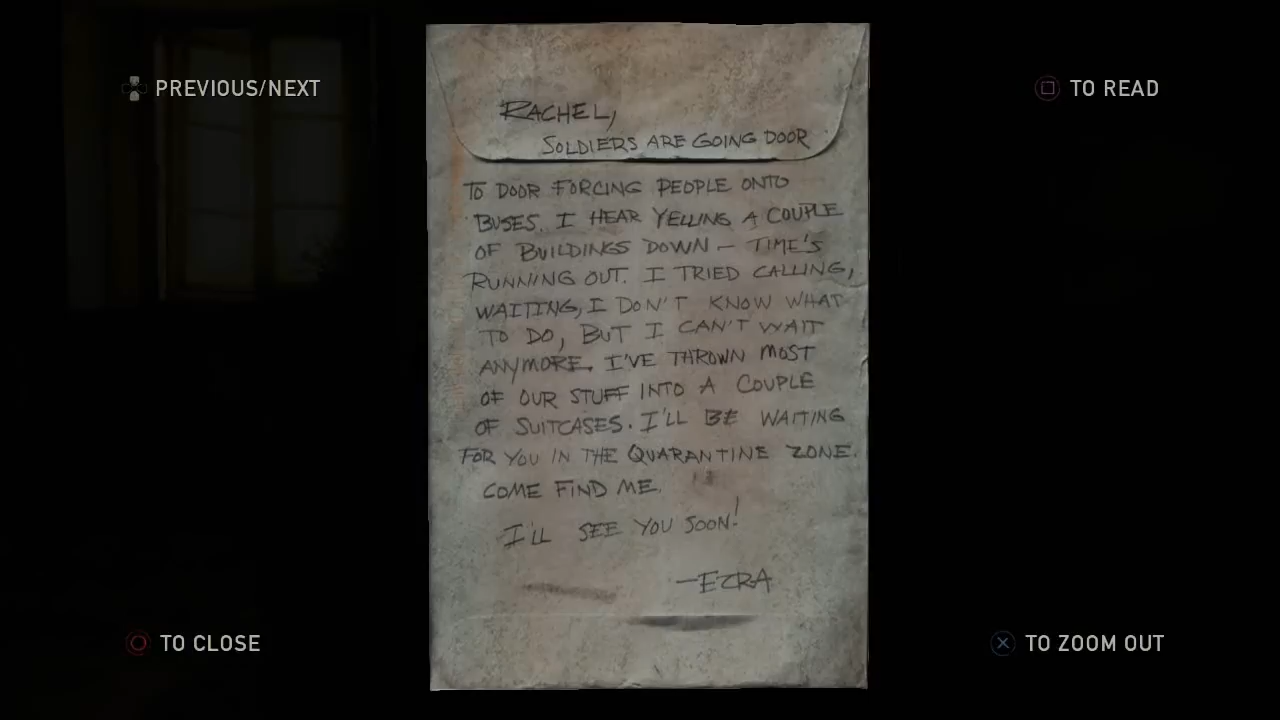 PREVIOUS/NEXT
TO READ
RACHEL,
SOLDIERS ARE GOING DOOR
TO DOOR FORCING PEOPLE ONTO
BUSES. I HEAR YELLING A COUPLE
OF BUILDINGS DOWN – TIME'S
RUNNING OUT. I TRIED CALLING,
WAITING, I DON'T KNOW WHAT
TO DO, BUT I CAN'T WAIT
ANYMORE. I'VE THROWN MOST
OF OUR STUFF INTO A COUPLE
OF SUITCASES. I'LL BE WAITING
FOR YOU IN THE QUARANTINE ZONE.
COME FIND ME.
I'LL SEE YOU SOON!
–EZRA
TO CLOSE
TO ZOOM OUT